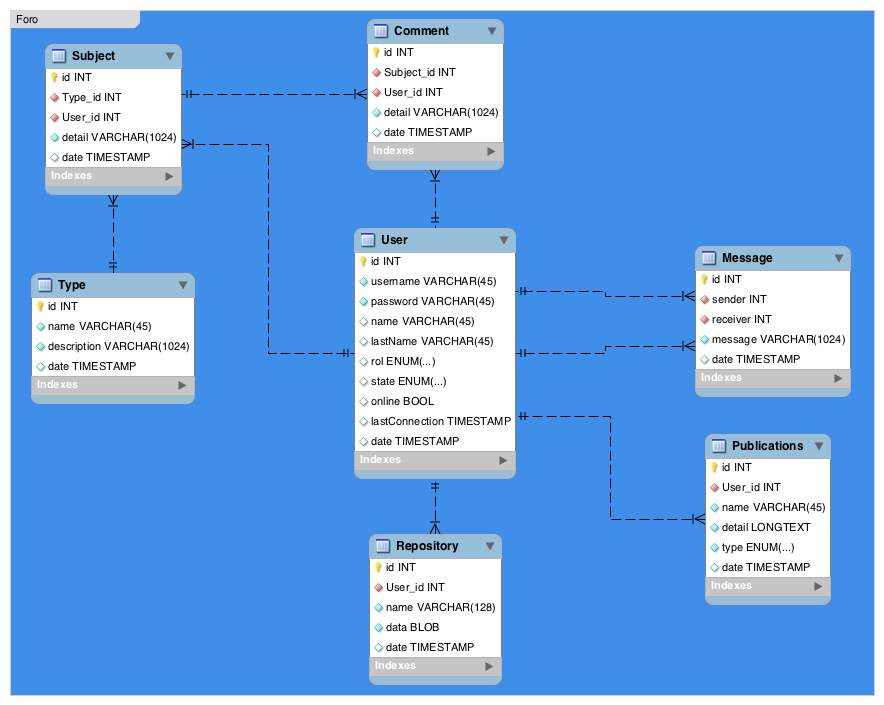 Foro
Subject
id INT
Type_id INT
User_id INT
detail VARCHAR(1024)
date TIMESTAMP
Indexes
Comment
id INT
Subject_id INT
User_id INT
detail VARCHAR(1024)
date TIMESTAMP
Indexes
Type
id INT
name VARCHAR(45)
description VARCHAR(1024)
date TIMESTAMP
Indexes
User
id INT
username VARCHAR(45)
password VARCHAR(45)
name VARCHAR(45)
lastName VARCHAR(45)
rol ENUM(...)
state ENUM(...)
online BOOL
lastConnection TIMESTAMP
date TIMESTAMP
Indexes
Message
id INT
sender INT
receiver INT
message VARCHAR(1024)
date TIMESTAMP
Indexes
Publications
id INT
User_id INT
name VARCHAR(45)
detail LONGTEXT
type ENUM(...)
date TIMESTAMP
Indexes
Repository
id INT
User_id INT
name VARCHAR(128)
data BLOB
date TIMESTAMP
Indexes